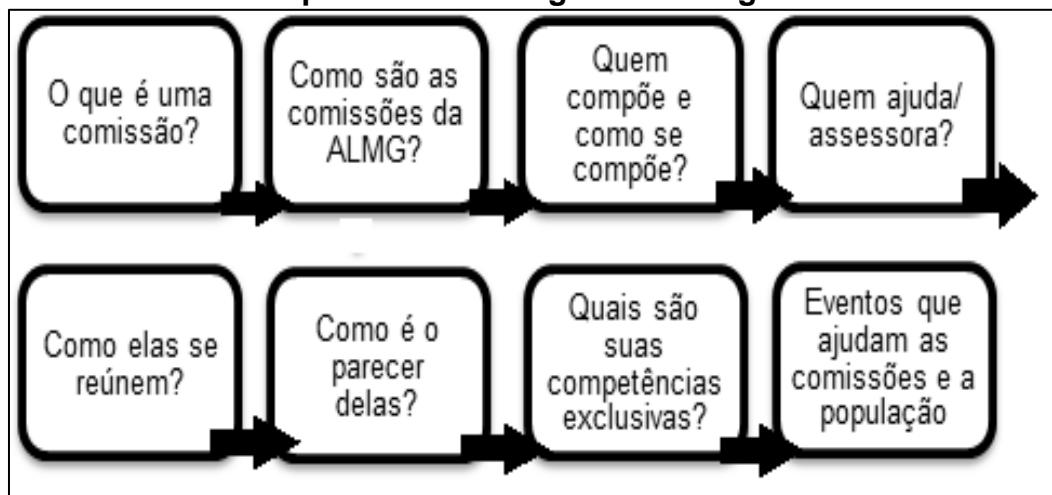 O que é uma
comissão?
Como são as
comissões da
ALMG?
Quem
compõe e
como se
compõe?
Quem ajuda/
assessora?
Como elas se
reúnem?
Como é o
parecer
delas?
Quais são
suas
competências
exclusivas?
Eventos que
ajudam as
comissões e a
população